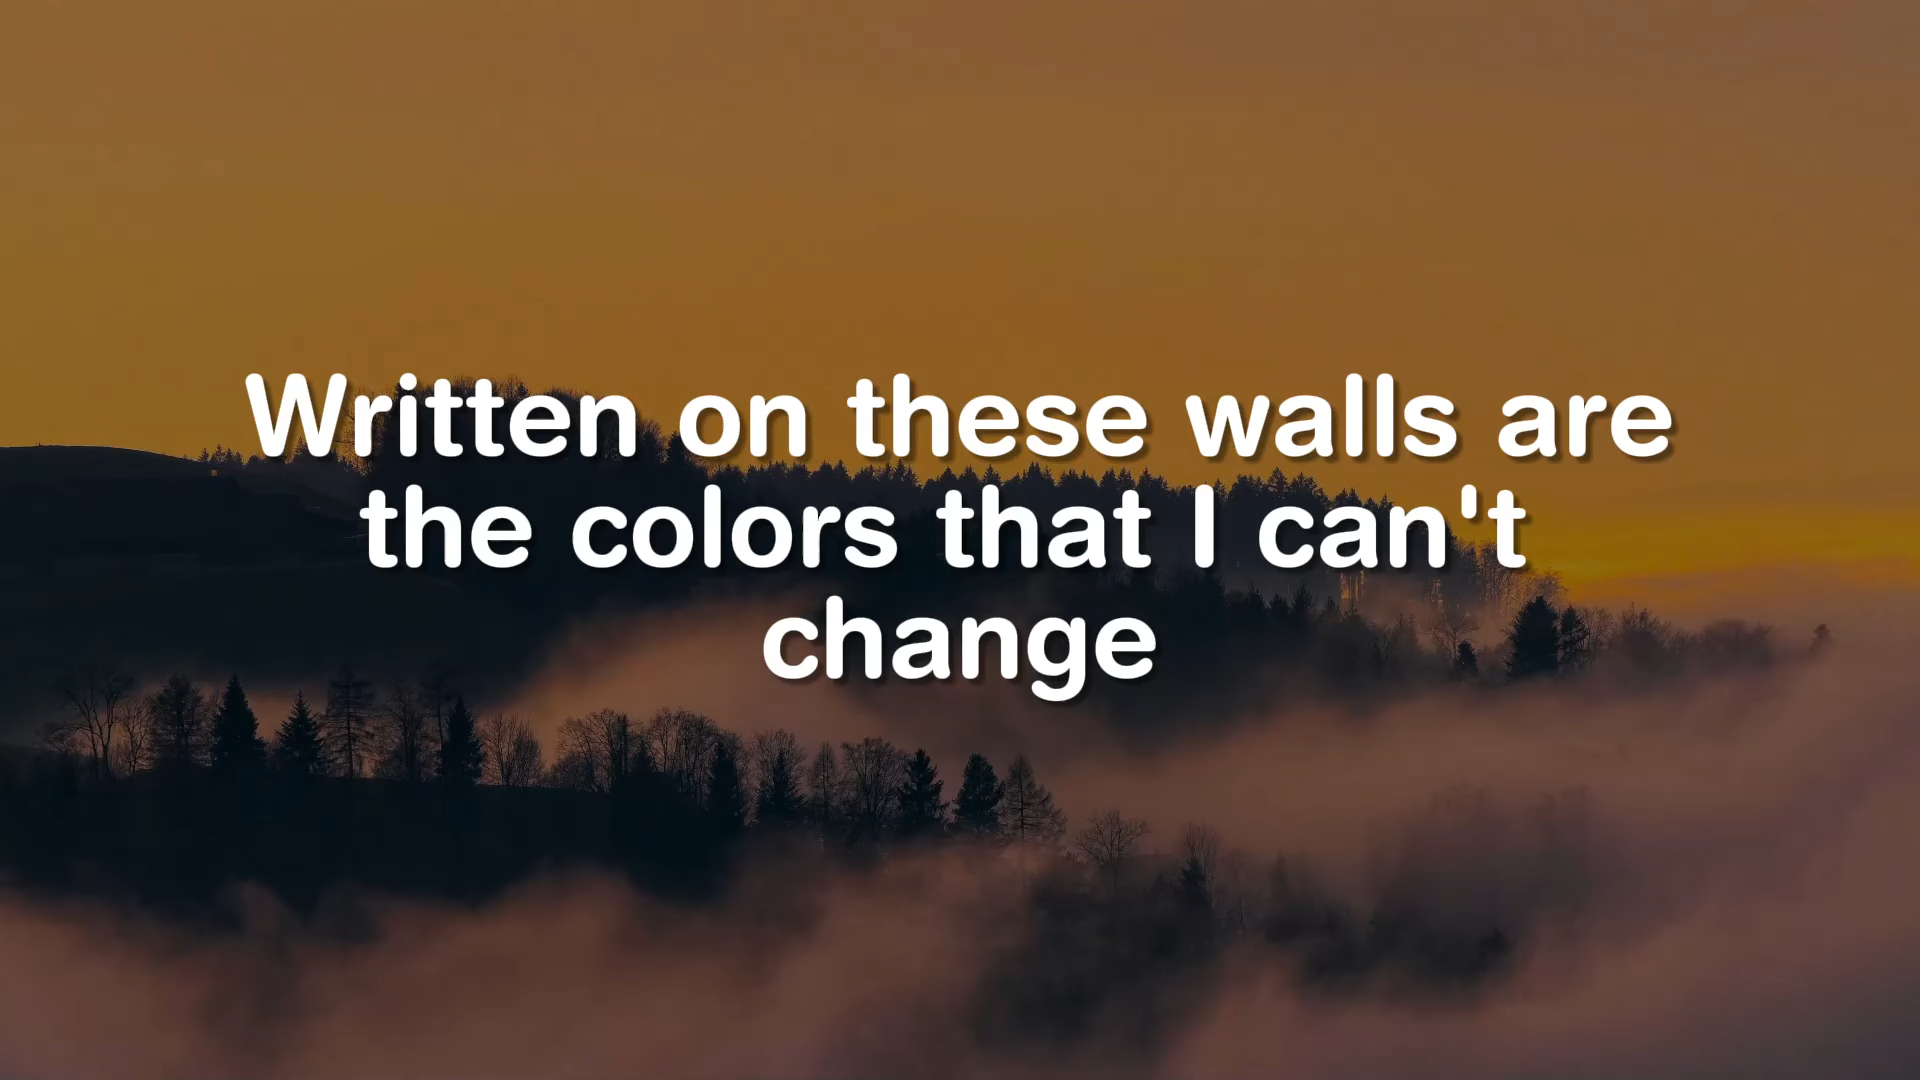 Written on these walls are
the colors that I can't
change